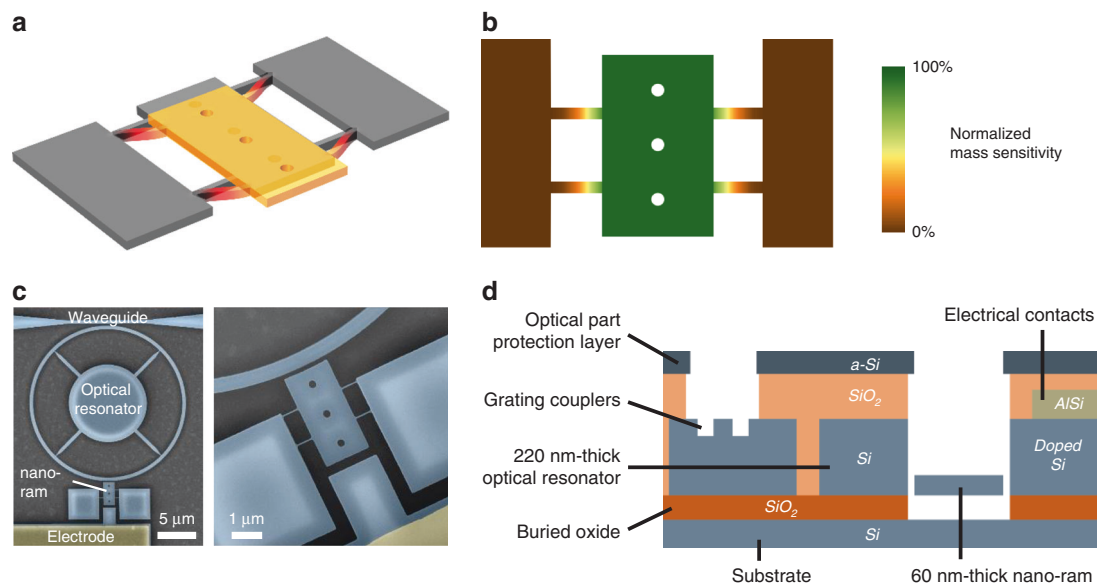 a
b
100%
Normalized
mass sensitivity
0%
c
Waveguide
Optical
resonator
nano-
ram
5 μm
Electrode
1 μm
d
Optical part
protection layer
Electrical contacts
a-Si
Grating couplers
SiO₂
AlSi
220 nm-thick
optical resonator
Si
Doped
Si
Buried oxide
SiO₂
Si
Substrate
60 nm-thick nano-ram